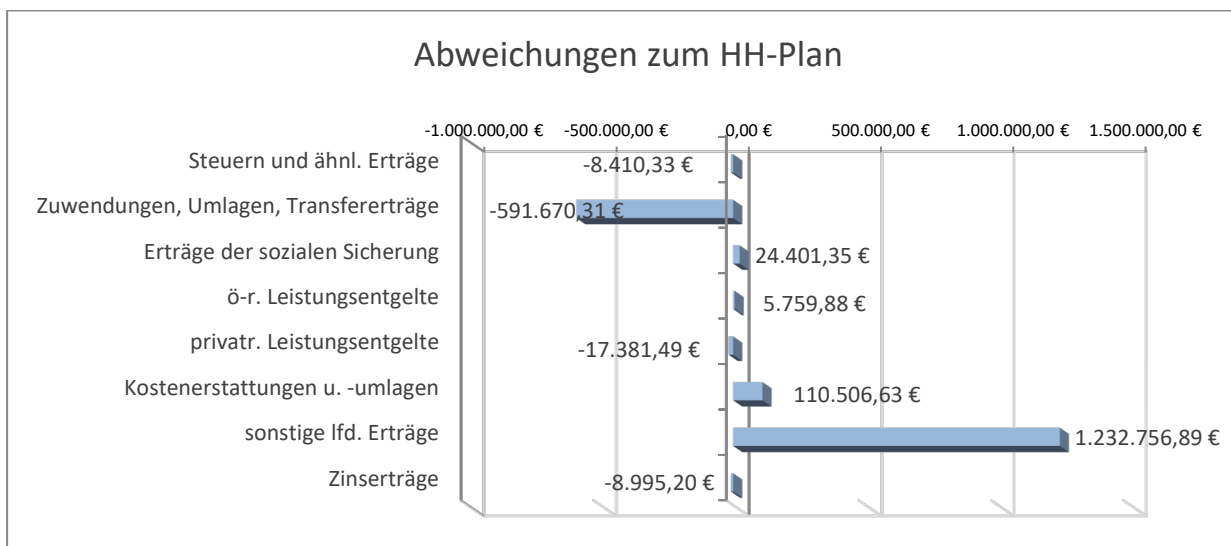 Abweichungen zum HH-Plan
-1.000.000,00 € -500.000,00 € 0,00 € 500.000,00 € 1.000.000,00 € 1.500.000,00 €
Steuern und ähnl. Erträge -8.410,33 €
Zuwendungen, Umlagen, Transfererträge -591.670,31 €
Erträge der sozialen Sicherung 24.401,35 €
ö-r. Leistungsentgelte 5.759,88 €
privatr. Leistungsentgelte -17.381,49 €
Kostenerstattungen u. -umlagen 110.506,63 €
sonstige lfd. Erträge 1.232.756,89 €
Zinserträge -8.995,20 €